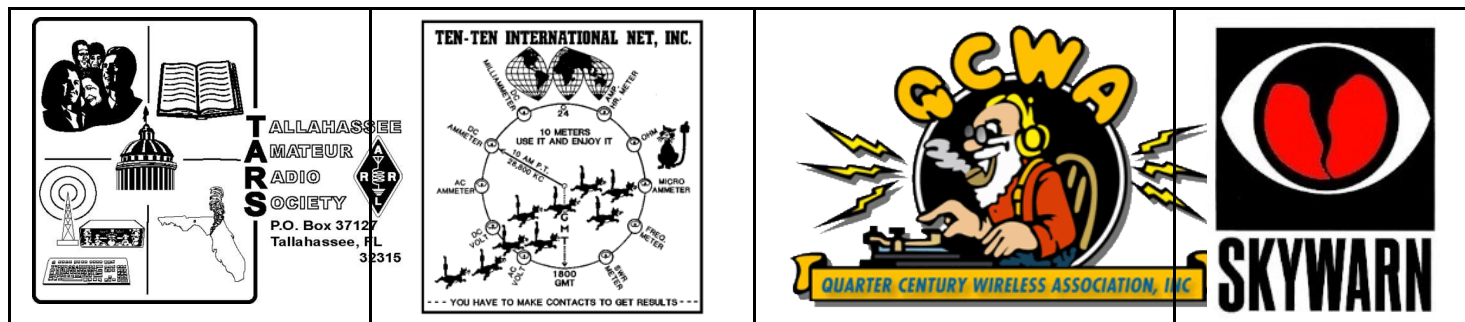 TALLAHASSEE
AMATEUR
RADIO
SOCIETY
P.O. Box 37127
Tallahassee, FL
32315
A
R R
L
TEN-TEN INTERNATIONAL NET, INC.
24
DC MILLIAMMETER
AMP. HR. METER
DC AMMETER
OHM
10 METERS
USE IT AND ENJOY IT
10 AM P.T.
28,800 KC
AC AMMETER
MICRO AMMETER
GMT
DC VOLT
FREQ. METER
AC VOLT
SWR METER
1800
GMT
--- YOU HAVE TO MAKE CONTACTS TO GET RESULTS ---
QCWA
QUARTER CENTURY WIRELESS ASSOCIATION, INC
SKYWARN